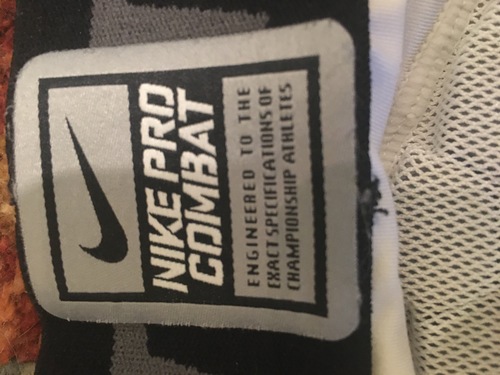 NIKE PRO
COMBAT
ENGINEERED TO THE
EXACT SPECIFICATIONS OF
CHAMPIONSHIP ATHLETES